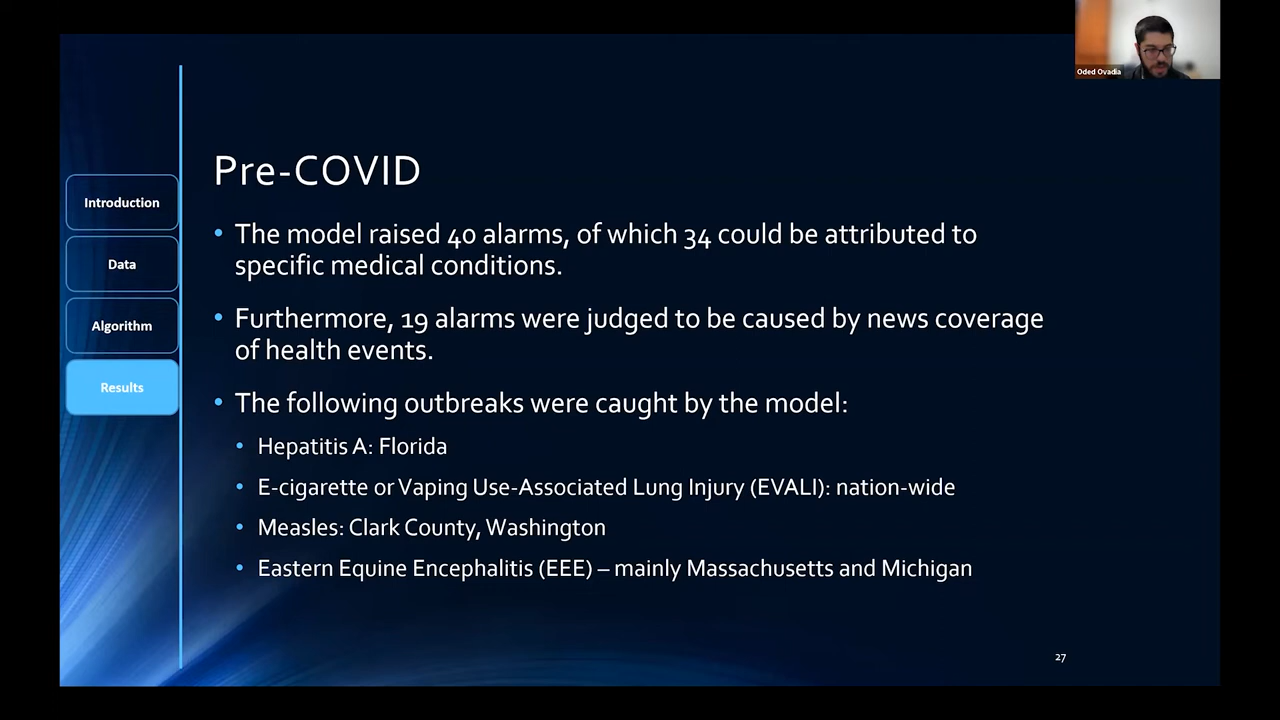 Oded Ovadia
Pre-COVID
Introduction
Data
Algorithm
Results
• The model raised 40 alarms, of which 34 could be attributed to
specific medical conditions.
• Furthermore, 19 alarms were judged to be caused by news coverage
of health events.
• The following outbreaks were caught by the model:
• Hepatitis A: Florida
• E-cigarette or Vaping Use-Associated Lung Injury (EVALI): nation-wide
• Measles: Clark County, Washington
• Eastern Equine Encephalitis (EEE) – mainly Massachusetts and Michigan
27